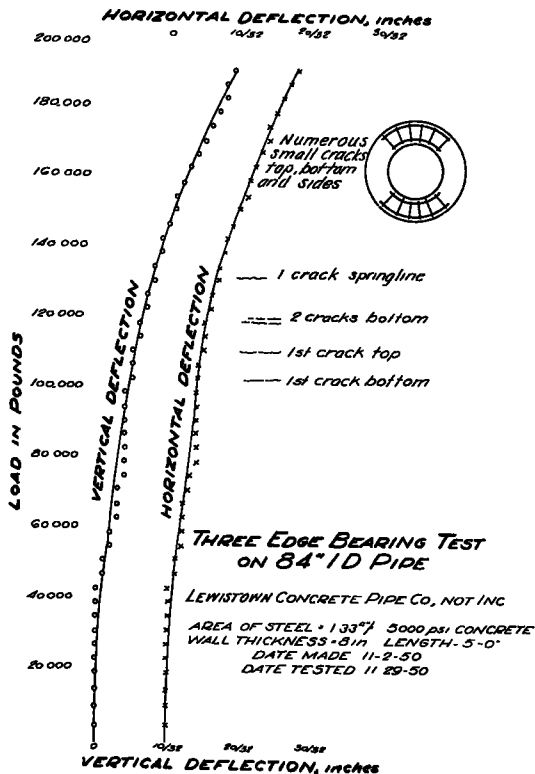 HORIZONTAL DEFLECTION, inches
0 10/32 20/32 30/32
200 000
180,000
160 000
140 000
120 000
100,000
80 000
60 000
40 000
20 000
LOAD IN POUNDS
VERTICAL DEFLECTION
HORIZONTAL DEFLECTION
Numerous
small cracks
top, bottom
and sides
1 crack springline
2 cracks bottom
1st crack top
1st crack bottom
THREE EDGE BEARING TEST
ON 84" I D PIPE
LEWISTOWN CONCRETE PIPE CO., NOT INC
AREA OF STEEL = 1 33 5000 psi CONCRETE
WALL THICKNESS = 8 in LENGTH - 5'-0"
DATE MADE 11-2-50
DATE TESTED 11 29-50
0 10/32 20/32 30/32
VERTICAL DEFLECTION, inches